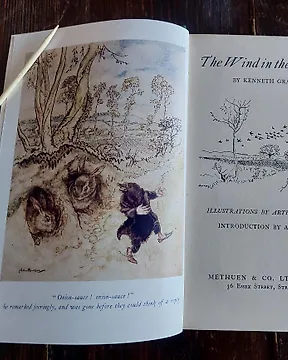 "Onion-sauce! onion-sauce!"
he remarked jeeringly, and was gone before they could think of a
The Wind in the
BY KENNETH GRA
ILLUSTRATIONS BY ART
INTRODUCTION BY A
METHUEN & CO. LT
36 ESSEX STREET, STR